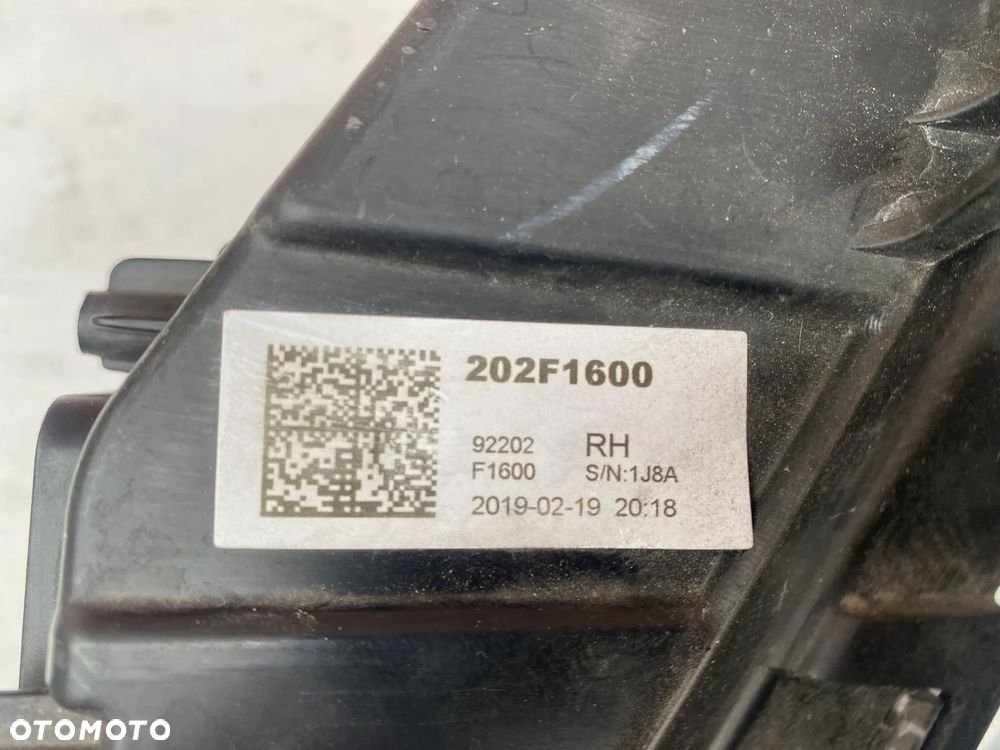 202F1600
92202 RH
F1600 S/N:1J8A
2019-02-19 20:18
OTOMOTO